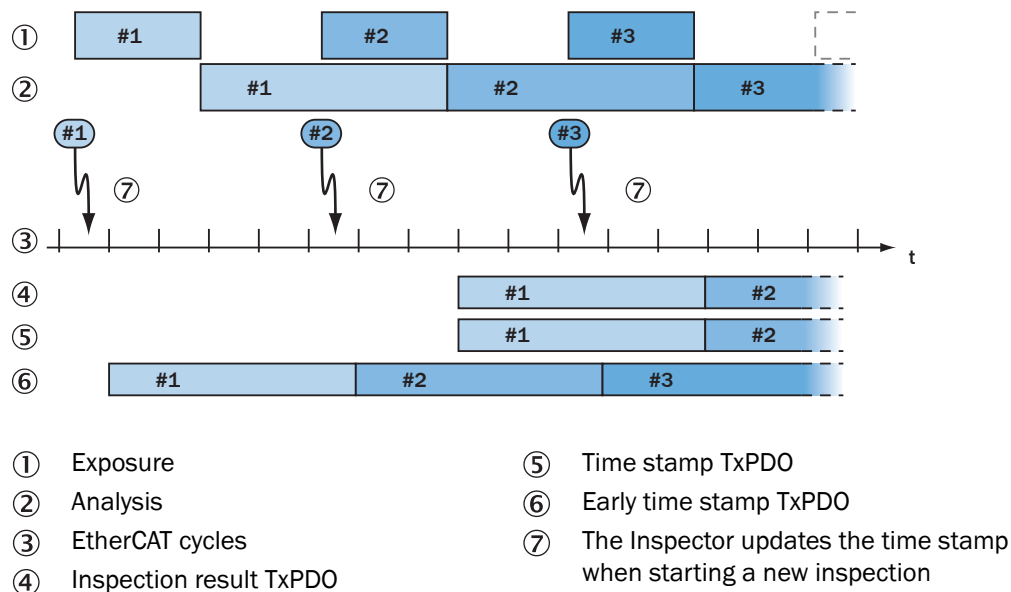 ① #1 #2 #3
② #1 #2 #3
#1 #2 #3
⑦ ⑦ ⑦
③ t
④ #1 #2
⑤ #1 #2
⑥ #1 #2 #3
① Exposure
② Analysis
③ EtherCAT cycles
④ Inspection result TxPDO
⑤ Time stamp TxPDO
⑥ Early time stamp TxPDO
⑦ The Inspector updates the time stamp
when starting a new inspection